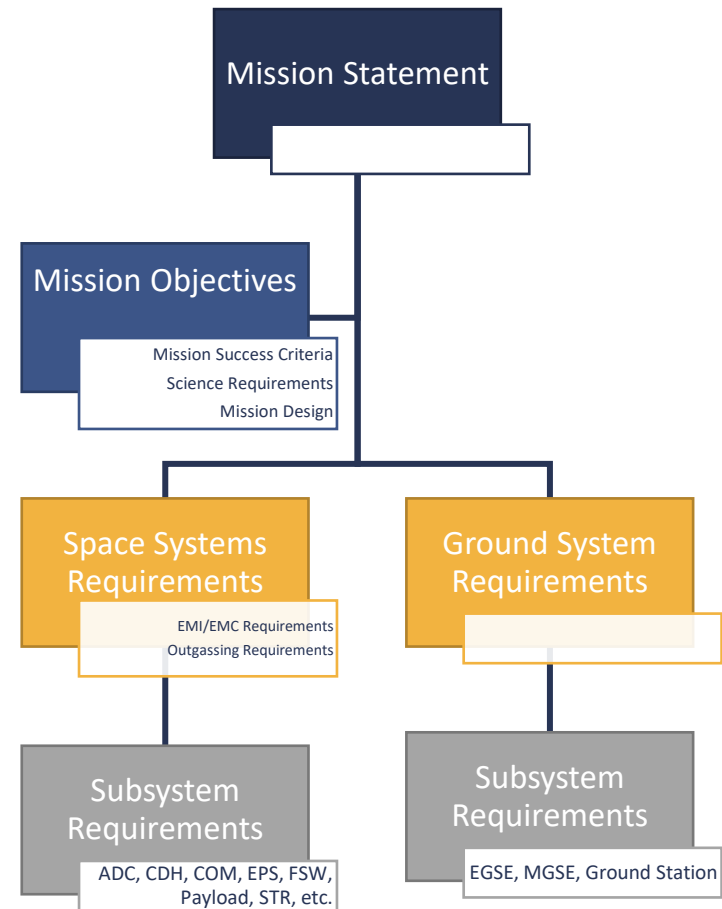 Mission Statement
Mission Objectives
Mission Success Criteria
Science Requirements
Mission Design
Space Systems
Requirements
EMI/EMC Requirements
Outgassing Requirements
Ground System
Requirements
Subsystem
Requirements
ADC, CDH, COM, EPS, FSW,
Payload, STR, etc.
Subsystem
Requirements
EGSE, MGSE, Ground Station